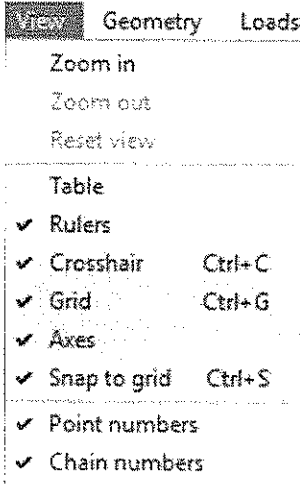 View Geometry Loads
Zoom in
Zoom out
Reset view
Table
✔ Rulers
✔ Crosshair Ctrl+C
✔ Grid Ctrl+G
✔ Axes
✔ Snap to grid Ctrl+S
✔ Point numbers
✔ Chain numbers